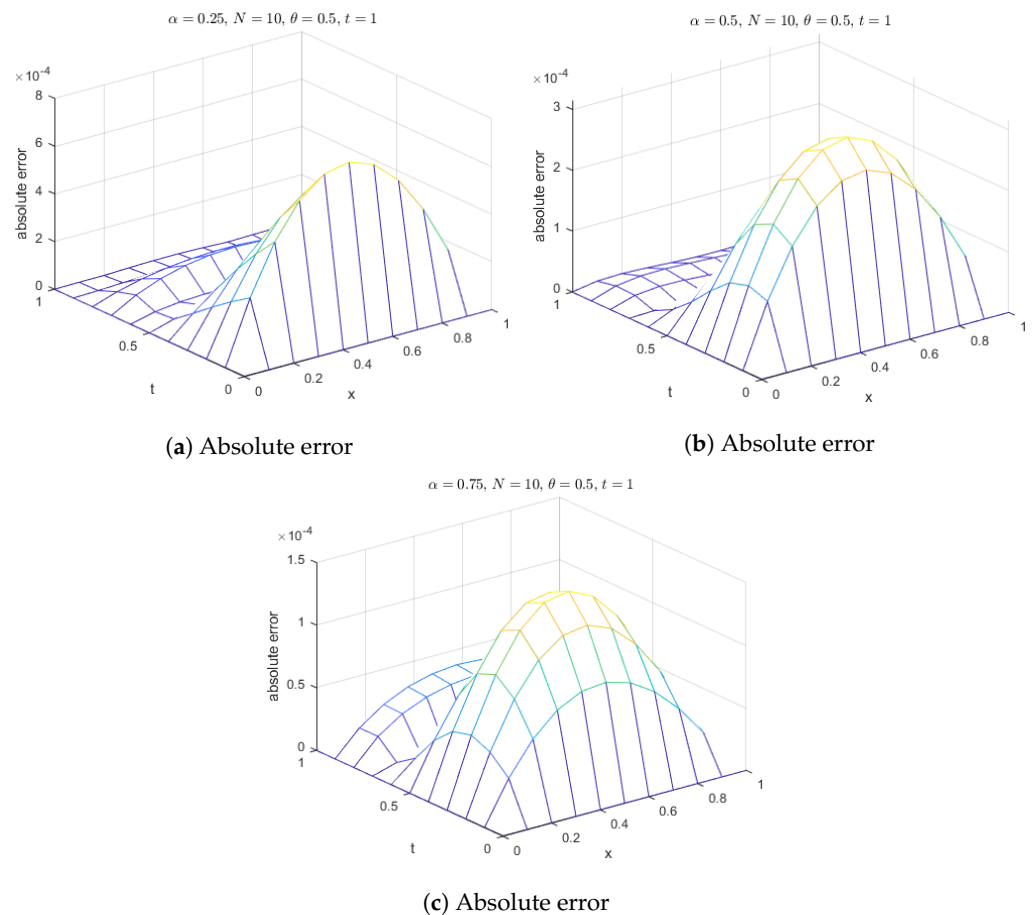 α = 0.25, N = 10, θ = 0.5, t = 1
×10⁻⁴
8
6
4
2
0
absolute error
1
0.5
0
t
0
0.2
0.4
0.6
0.8
1
x
(a) Absolute error
α = 0.5, N = 10, θ = 0.5, t = 1
×10⁻⁴
3
2
1
0
absolute error
1
0.5
0
t
0
0.2
0.4
0.6
0.8
1
x
(b) Absolute error
α = 0.75, N = 10, θ = 0.5, t = 1
×10⁻⁴
1.5
1
0.5
0
absolute error
1
0.5
0
t
0
0.2
0.4
0.6
0.8
1
x
(c) Absolute error